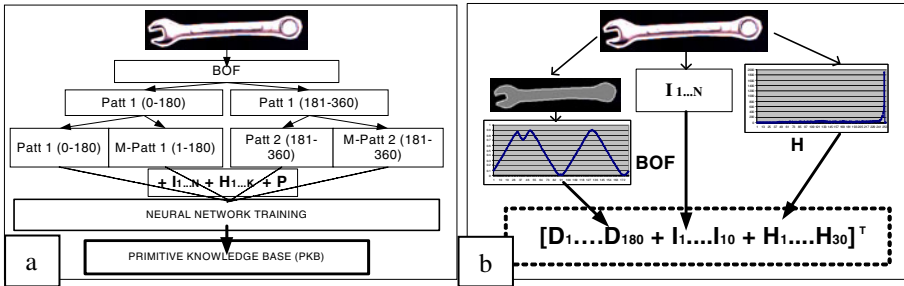 BOF
Patt 1 (0-180)
Patt 1 (181-360)
Patt 1 (0-180)
M-Patt 1 (1-180)
Patt 2 (181-
360)
M-Patt 2 (181-
360)
+ I1...N + H1...K + P
NEURAL NETWORK TRAINING
PRIMITIVE KNOWLEDGE BASE (PKB)
a
I 1...N
BOF
H
[D1....D180 + I1....I10 + H1....H30]T
b